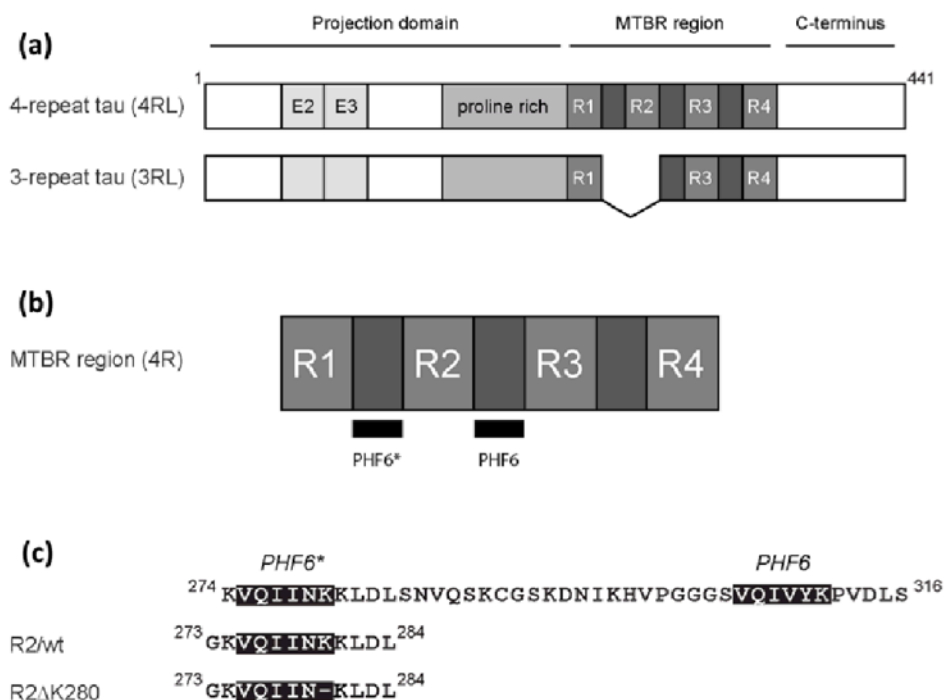 (a)
Projection domain MTBR region C-terminus
1 441
4-repeat tau (4RL) E2 E3 proline rich R1 R2 R3 R4
3-repeat tau (3RL) R1 R3 R4
(b)
MTBR region (4R) R1 R2 R3 R4
PHF6* PHF6
(c)
PHF6* PHF6
274 KVQIINKKLDLSNVQSKCGSKDNIKHVPGGGSVQIVYKPVDLS 316
R2/wt 273 GKVQIINKKLDL 284
R2ΔK280 273 GKVQIIN-KLDL 284